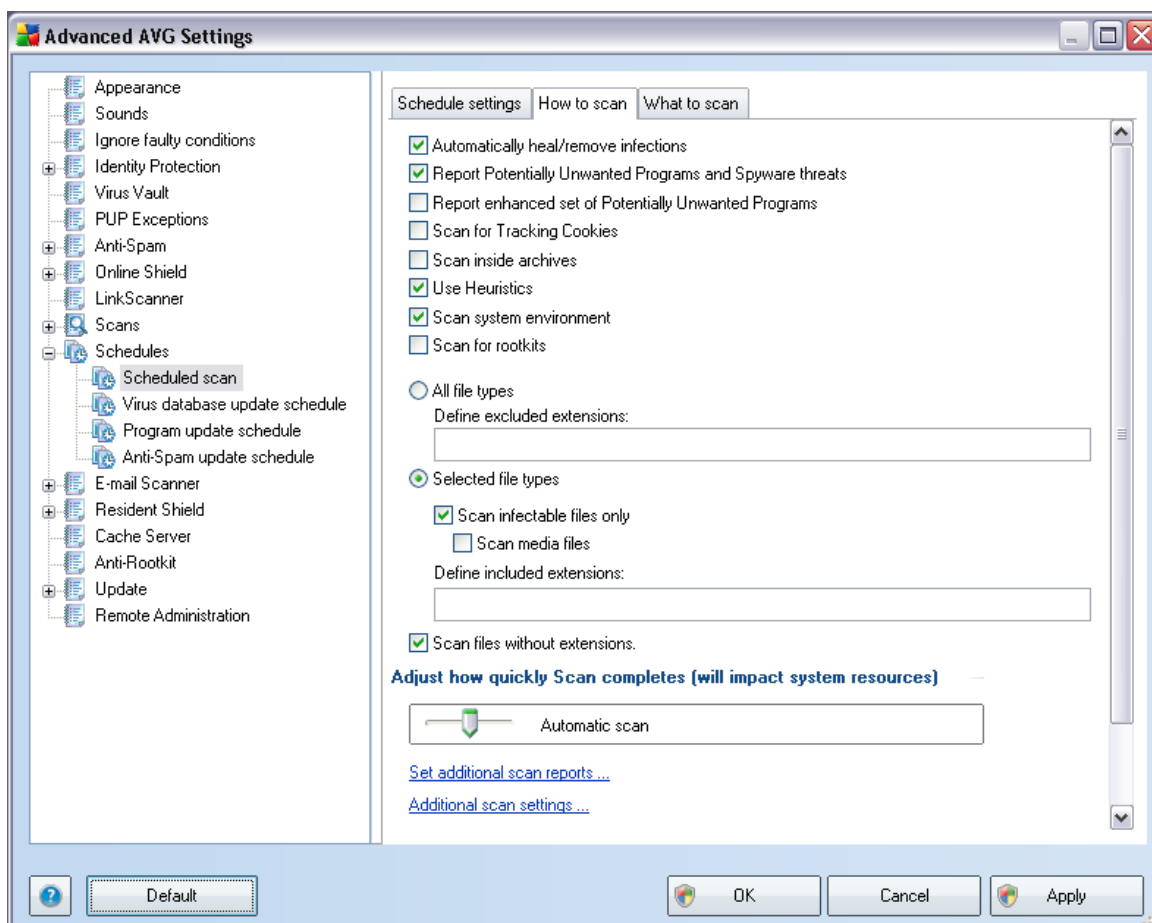 Advanced AVG Settings
Appearance
Sounds
Ignore faulty conditions
Identity Protection
Virus Vault
PUP Exceptions
Anti-Spam
Online Shield
LinkScanner
Scans
Schedules
Scheduled scan
Virus database update schedule
Program update schedule
Anti-Spam update schedule
E-mail Scanner
Resident Shield
Cache Server
Anti-Rootkit
Update
Remote Administration
Schedule settings
How to scan
What to scan
Automatically heal/remove infections
Report Potentially Unwanted Programs and Spyware threats
Report enhanced set of Potentially Unwanted Programs
Scan for Tracking Cookies
Scan inside archives
Use Heuristics
Scan system environment
Scan for rootkits
All file types
Define excluded extensions:
Selected file types
Scan infectable files only
Scan media files
Define included extensions:
Scan files without extensions.
Adjust how quickly Scan completes (will impact system resources)
Automatic scan
Set additional scan reports ...
Additional scan settings ...
?
Default
OK
Cancel
Apply